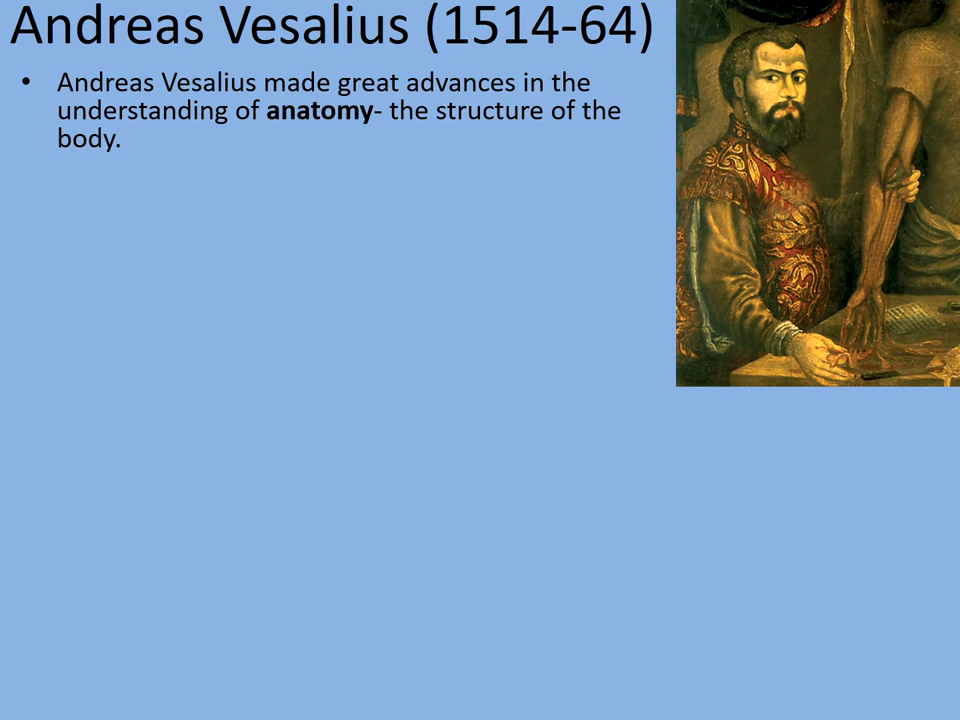 Andreas Vesalius (1514-64)
• Andreas Vesalius made great advances in the
understanding of anatomy- the structure of the
body.